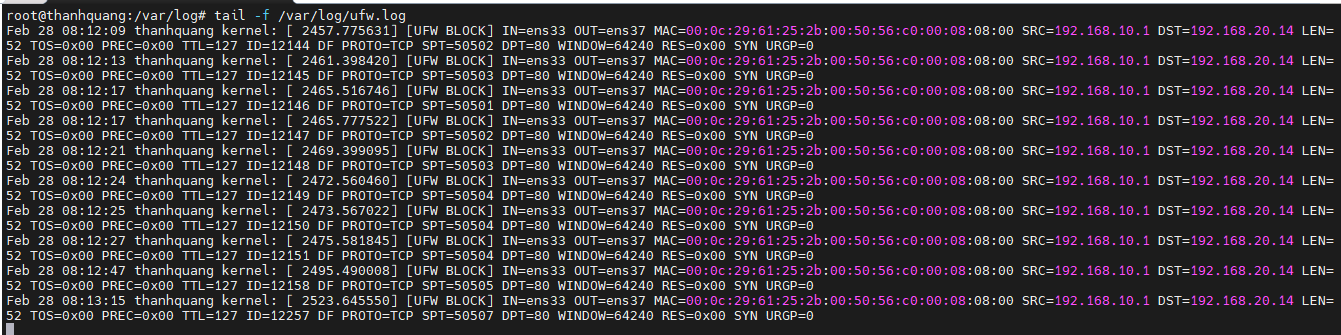 root@thanhquang:/var/log# tail -f /var/log/ufw.log
Feb 28 08:12:09 thanhquang kernel: [ 2457.775631] [UFW BLOCK] IN=ens33 OUT=ens37 MAC=00:0c:29:61:25:2b:00:50:56:c0:00:08:08:00 SRC=192.168.10.1 DST=192.168.20.14 LEN=
52 TOS=0x00 PREC=0x00 TTL=127 ID=12144 DF PROTO=TCP SPT=50502 DPT=80 WINDOW=64240 RES=0x00 SYN URGP=0
Feb 28 08:12:13 thanhquang kernel: [ 2461.398420] [UFW BLOCK] IN=ens33 OUT=ens37 MAC=00:0c:29:61:25:2b:00:50:56:c0:00:08:08:00 SRC=192.168.10.1 DST=192.168.20.14 LEN=
52 TOS=0x00 PREC=0x00 TTL=127 ID=12145 DF PROTO=TCP SPT=50503 DPT=80 WINDOW=64240 RES=0x00 SYN URGP=0
Feb 28 08:12:17 thanhquang kernel: [ 2465.516746] [UFW BLOCK] IN=ens33 OUT=ens37 MAC=00:0c:29:61:25:2b:00:50:56:c0:00:08:08:00 SRC=192.168.10.1 DST=192.168.20.14 LEN=
52 TOS=0x00 PREC=0x00 TTL=127 ID=12146 DF PROTO=TCP SPT=50501 DPT=80 WINDOW=64240 RES=0x00 SYN URGP=0
Feb 28 08:12:17 thanhquang kernel: [ 2465.777522] [UFW BLOCK] IN=ens33 OUT=ens37 MAC=00:0c:29:61:25:2b:00:50:56:c0:00:08:08:00 SRC=192.168.10.1 DST=192.168.20.14 LEN=
52 TOS=0x00 PREC=0x00 TTL=127 ID=12147 DF PROTO=TCP SPT=50502 DPT=80 WINDOW=64240 RES=0x00 SYN URGP=0
Feb 28 08:12:21 thanhquang kernel: [ 2469.399095] [UFW BLOCK] IN=ens33 OUT=ens37 MAC=00:0c:29:61:25:2b:00:50:56:c0:00:08:08:00 SRC=192.168.10.1 DST=192.168.20.14 LEN=
52 TOS=0x00 PREC=0x00 TTL=127 ID=12148 DF PROTO=TCP SPT=50503 DPT=80 WINDOW=64240 RES=0x00 SYN URGP=0
Feb 28 08:12:24 thanhquang kernel: [ 2472.560460] [UFW BLOCK] IN=ens33 OUT=ens37 MAC=00:0c:29:61:25:2b:00:50:56:c0:00:08:08:00 SRC=192.168.10.1 DST=192.168.20.14 LEN=
52 TOS=0x00 PREC=0x00 TTL=127 ID=12149 DF PROTO=TCP SPT=50504 DPT=80 WINDOW=64240 RES=0x00 SYN URGP=0
Feb 28 08:12:25 thanhquang kernel: [ 2473.567022] [UFW BLOCK] IN=ens33 OUT=ens37 MAC=00:0c:29:61:25:2b:00:50:56:c0:00:08:08:00 SRC=192.168.10.1 DST=192.168.20.14 LEN=
52 TOS=0x00 PREC=0x00 TTL=127 ID=12150 DF PROTO=TCP SPT=50504 DPT=80 WINDOW=64240 RES=0x00 SYN URGP=0
Feb 28 08:12:27 thanhquang kernel: [ 2475.581845] [UFW BLOCK] IN=ens33 OUT=ens37 MAC=00:0c:29:61:25:2b:00:50:56:c0:00:08:08:00 SRC=192.168.10.1 DST=192.168.20.14 LEN=
52 TOS=0x00 PREC=0x00 TTL=127 ID=12151 DF PROTO=TCP SPT=50504 DPT=80 WINDOW=64240 RES=0x00 SYN URGP=0
Feb 28 08:12:47 thanhquang kernel: [ 2495.490008] [UFW BLOCK] IN=ens33 OUT=ens37 MAC=00:0c:29:61:25:2b:00:50:56:c0:00:08:08:00 SRC=192.168.10.1 DST=192.168.20.14 LEN=
52 TOS=0x00 PREC=0x00 TTL=127 ID=12158 DF PROTO=TCP SPT=50505 DPT=80 WINDOW=64240 RES=0x00 SYN URGP=0
Feb 28 08:13:15 thanhquang kernel: [ 2523.645550] [UFW BLOCK] IN=ens33 OUT=ens37 MAC=00:0c:29:61:25:2b:00:50:56:c0:00:08:08:00 SRC=192.168.10.1 DST=192.168.20.14 LEN=
52 TOS=0x00 PREC=0x00 TTL=127 ID=12257 DF PROTO=TCP SPT=50507 DPT=80 WINDOW=64240 RES=0x00 SYN URGP=0